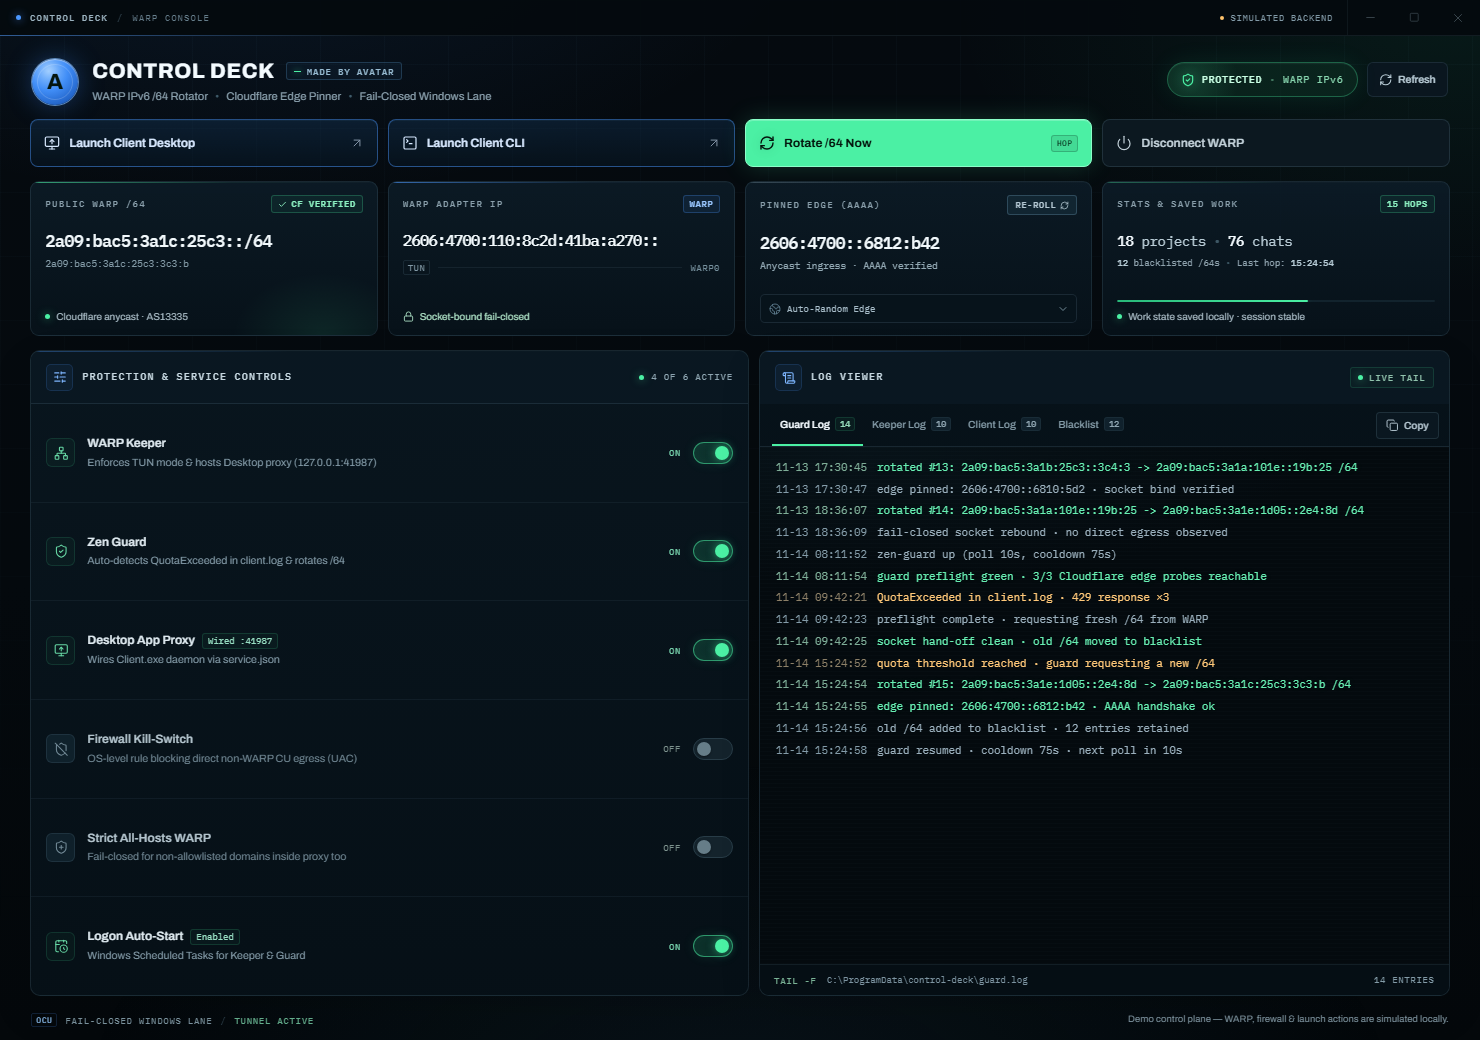 CONTROL DECK / WARP CONSOLE
SIMULATED BACKEND
A
CONTROL DECK
— MADE BY AVATAR
WARP IPv6 /64 Rotator • Cloudflare Edge Pinner • Fail-Closed Windows Lane
PROTECTED · WARP IPv6
Refresh
Launch Client Desktop
Launch Client CLI
Rotate /64 Now
HOP
Disconnect WARP
PUBLIC WARP /64
CF VERIFIED
2a09:bac5:3a1c:25c3::/64
2a09:bac5:3a1c:25c3:3c3:b
Cloudflare anycast · AS13335
WARP ADAPTER IP
WARP
2606:4700:110:8c2d:41ba:a270::
TUN
WARP0
Socket-bound fail-closed
PINNED EDGE (AAAA)
RE-ROLL
2606:4700::6812:b42
Anycast ingress · AAAA verified
Auto-Random Edge
STATS & SAVED WORK
15 HOPS
18 projects · 76 chats
12 blacklisted /64s · Last hop: 15:24:54
Work state saved locally · session stable
PROTECTION & SERVICE CONTROLS
4 OF 6 ACTIVE
WARP Keeper
Enforces TUN mode & hosts Desktop proxy (127.0.0.1:41987)
ON
Zen Guard
Auto-detects QuotaExceeded in client.log & rotates /64
ON
Desktop App Proxy
Wired :41987
Wires Client.exe daemon via service.json
ON
Firewall Kill-Switch
OS-level rule blocking direct non-WARP CU egress (UAC)
OFF
Strict All-Hosts WARP
Fail-closed for non-allowlisted domains inside proxy too
OFF
Logon Auto-Start
Enabled
Windows Scheduled Tasks for Keeper & Guard
ON
LOG VIEWER
LIVE TAIL
Guard Log 14
Keeper Log 10
Client Log 10
Blacklist 12
Copy
11-13 17:30:45 rotated #13: 2a09:bac5:3a1b:25c3::3c4:3 -> 2a09:bac5:3a1a:101e::19b:25 /64
11-13 17:30:47 edge pinned: 2606:4700::6810:5d2 · socket bind verified
11-13 18:36:07 rotated #14: 2a09:bac5:3a1a:101e::19b:25 -> 2a09:bac5:3a1e:1d05::2e4:8d /64
11-13 18:36:09 fail-closed socket rebound · no direct egress observed
11-14 08:11:52 zen-guard up (poll 10s, cooldown 75s)
11-14 08:11:54 guard preflight green · 3/3 Cloudflare edge probes reachable
11-14 09:42:21 QuotaExceeded in client.log · 429 response ×3
11-14 09:42:23 preflight complete · requesting fresh /64 from WARP
11-14 09:42:25 socket hand-off clean · old /64 moved to blacklist
11-14 15:24:52 quota threshold reached · guard requesting a new /64
11-14 15:24:54 rotated #15: 2a09:bac5:3a1e:1d05::2e4:8d -> 2a09:bac5:3a1c:25c3:3c3:b /64
11-14 15:24:55 edge pinned: 2606:4700::6812:b42 · AAAA handshake ok
11-14 15:24:56 old /64 added to blacklist · 12 entries retained
11-14 15:24:58 guard resumed · cooldown 75s · next poll in 10s
TAIL -F C:\ProgramData\control-deck\guard.log
14 ENTRIES
OCU FAIL-CLOSED WINDOWS LANE / TUNNEL ACTIVE
Demo control plane — WARP, firewall & launch actions are simulated locally.